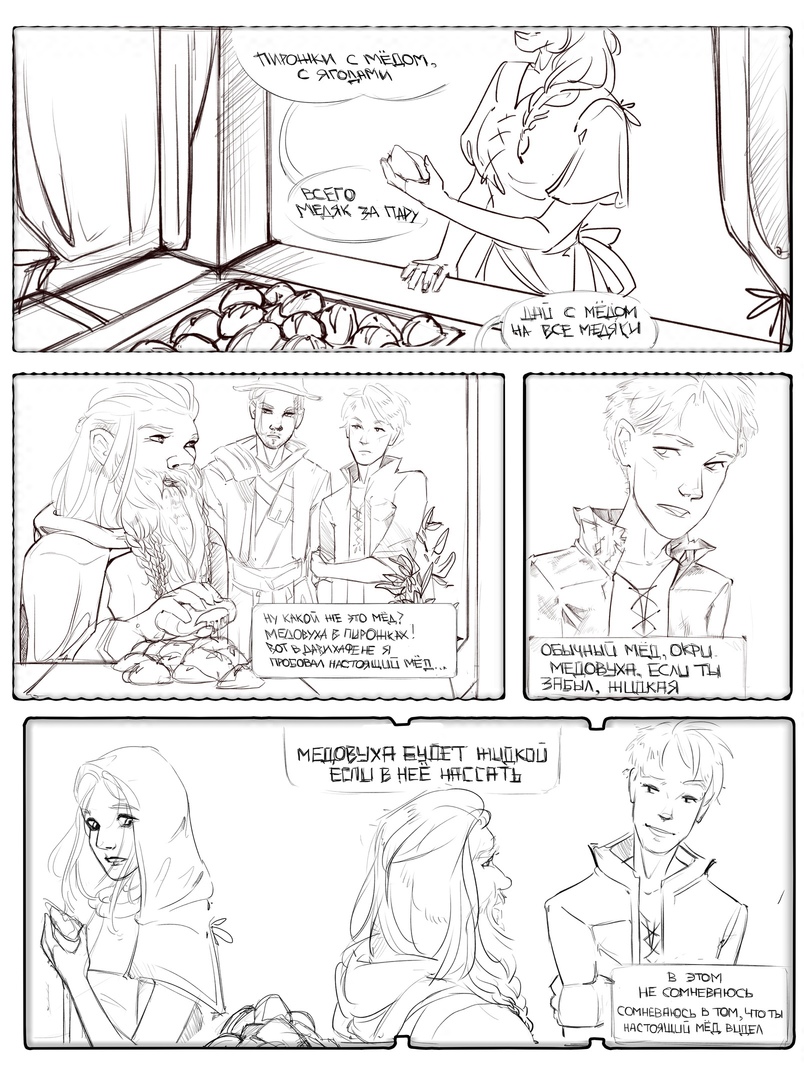 ПИРОЖКИ С МЁДОМ,
С ЯГОДАМИ
ВСЕГО
МЕДЯК ЗА ПАРУ
ДАЙ С МЁДОМ
НА ВСЕ МЕДЯКИ
НУ КАКОЙ ЖЕ ЭТО МЁД?
МЕДОВУХА В ПИРОЖКАХ!
ВОТ В ДАВИХАФЕНЕ Я
ПРОБОВАЛ НАСТОЯЩИЙ МЁД...
ОБЫЧНЫЙ МЁД, ОКРИ.
МЕДОВУХА, ЕСЛИ ТЫ
ЗАБЫЛ, ЖИДКАЯ
МЕДОВУХА БУДЕТ ЖИДКОЙ
ЕСЛИ В НЕЁ НАССАТЬ
В ЭТОМ
НЕ СОМНЕВАЮСЬ
СОМНЕВАЮСЬ В ТОМ, ЧТО ТЫ
НАСТОЯЩИЙ МЁД ВИДЕЛ